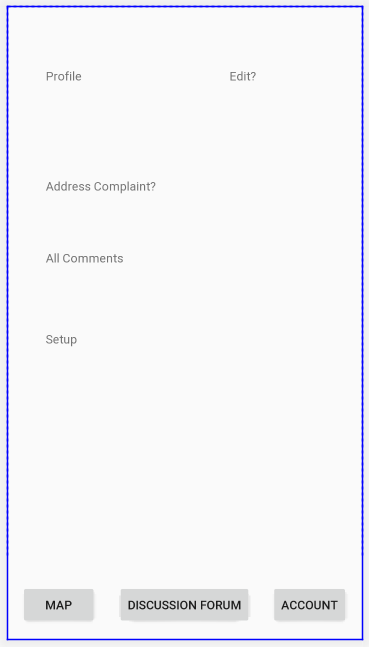 Profile Edit?
Address Complaint?
All Comments
Setup
MAP DISCUSSION FORUM ACCOUNT